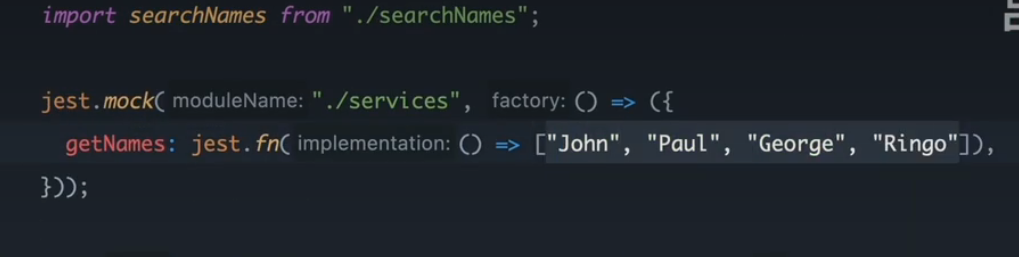 import searchNames from "./searchNames";
jest.mock( moduleName: "./services", factory: () => ({
getNames: jest.fn( implementation: () => ["John", "Paul", "George", "Ringo"]),
}));